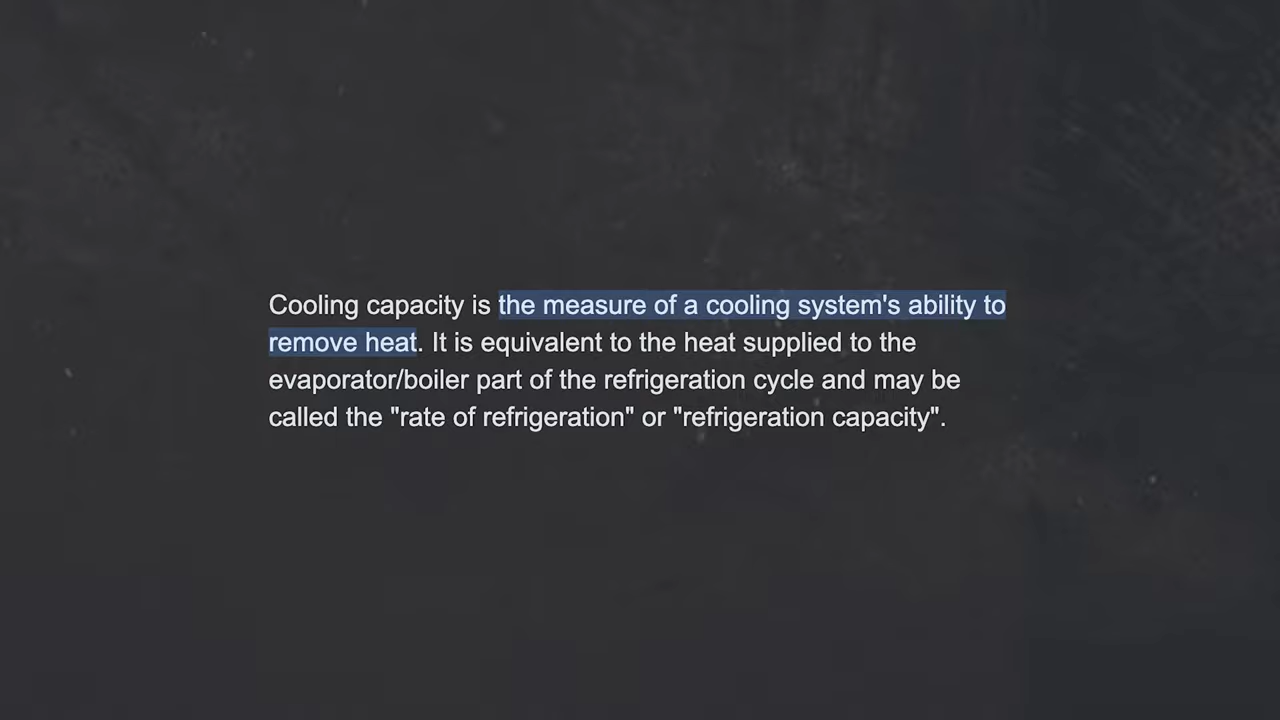 Cooling capacity is the measure of a cooling system's ability to
remove heat. It is equivalent to the heat supplied to the
evaporator/boiler part of the refrigeration cycle and may be
called the "rate of refrigeration" or "refrigeration capacity".